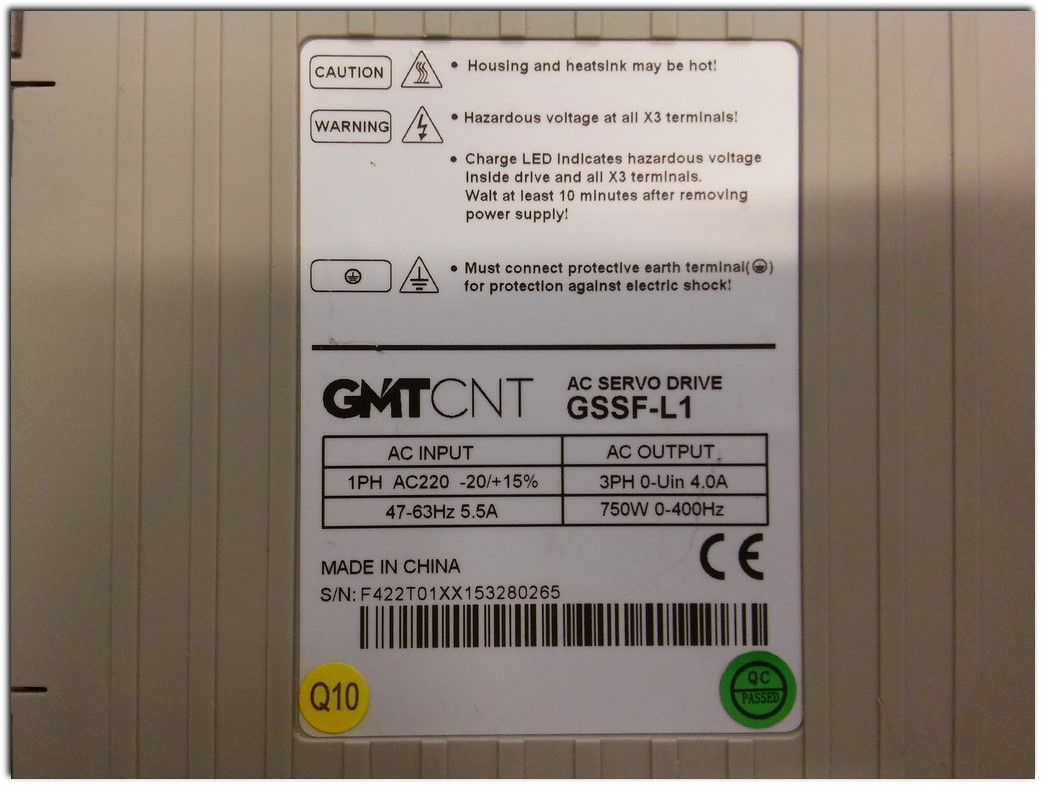 CAUTION
• Housing and heatsink may be hot!
WARNING
• Hazardous voltage at all X3 terminals!
• Charge LED indicates hazardous voltage
inside drive and all X3 terminals.
Wait at least 10 minutes after removing
power supply!
• Must connect protective earth terminal(⏚)
for protection against electric shock!
GMTCNT
AC SERVO DRIVE
GSSF-L1
AC INPUT AC OUTPUT
1PH AC220 -20/+15% 3PH 0-Uin 4.0A
47-63Hz 5.5A 750W 0-400Hz
CE
MADE IN CHINA
S/N: F422T01XX153280265
Q10
QC
PASSED